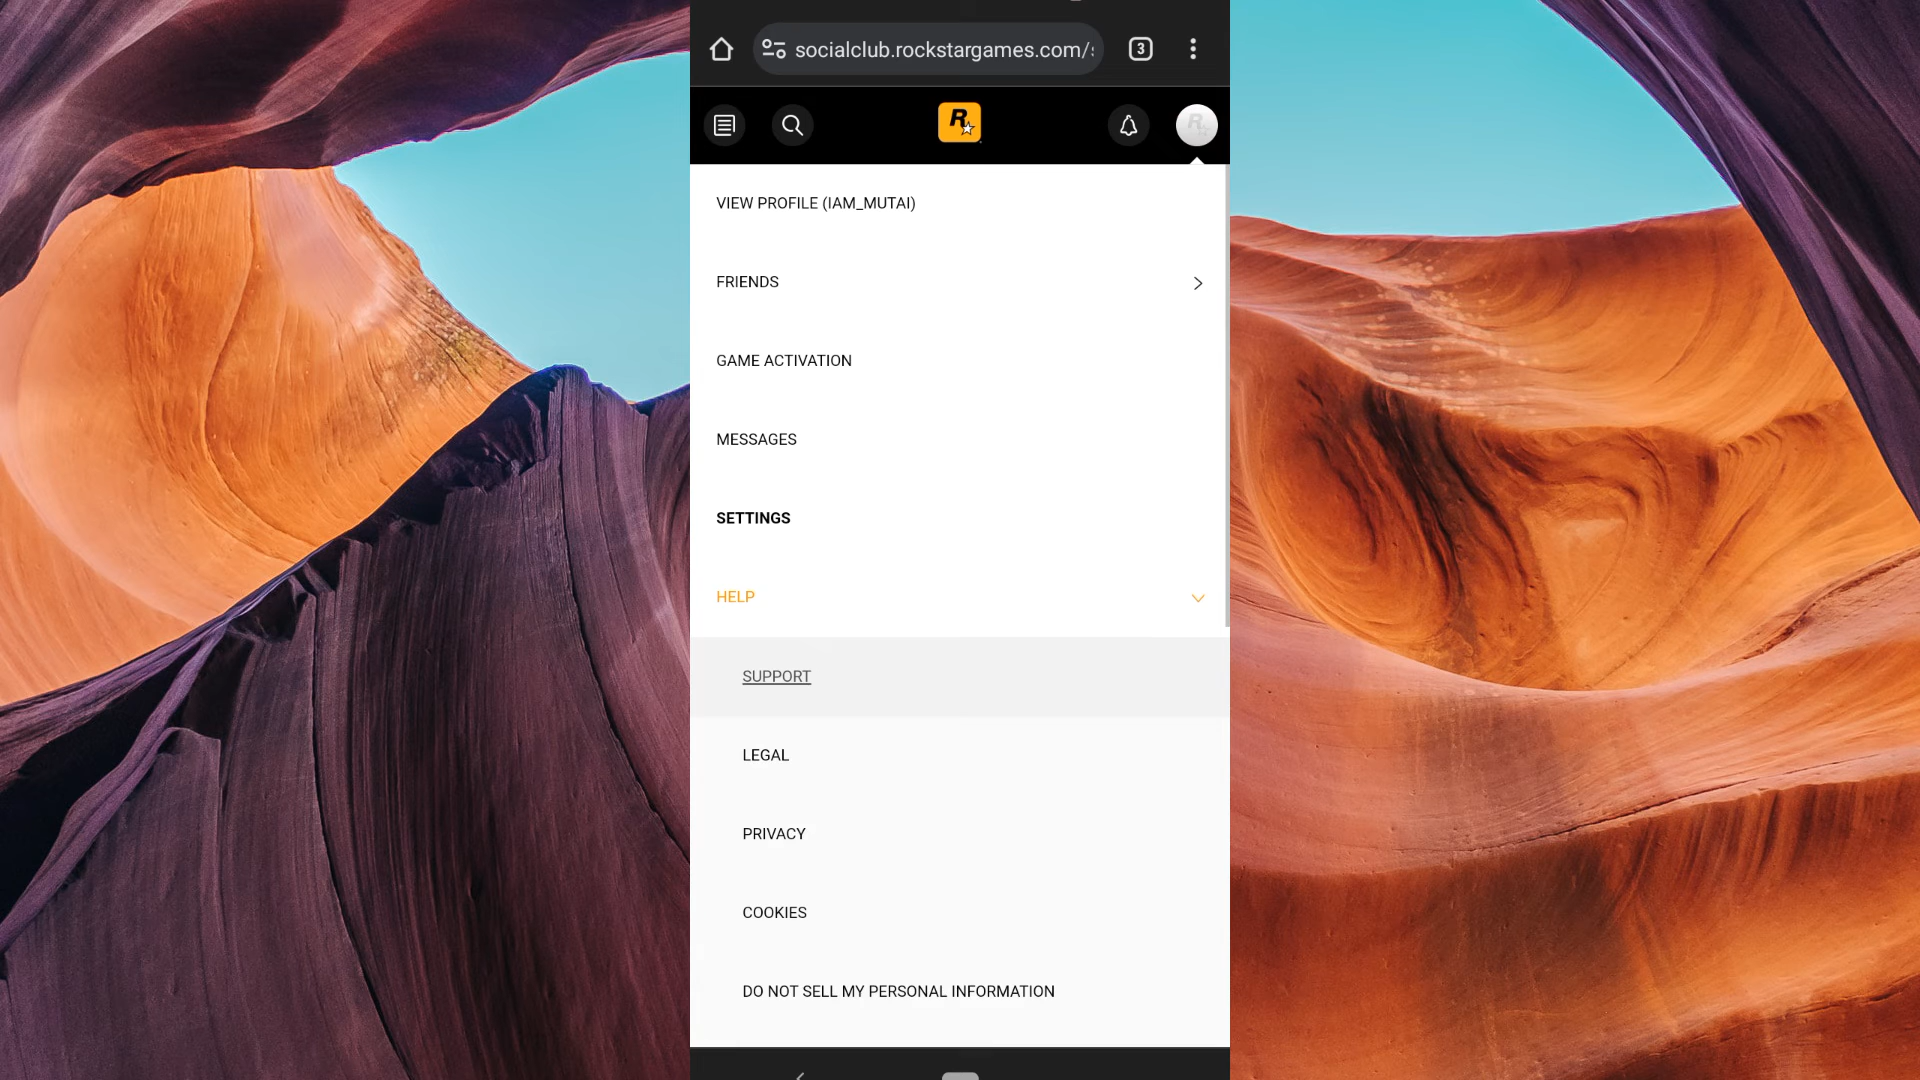 socialclub.rockstargames.com/
3
R
VIEW PROFILE (IAM_MUTAI)
FRIENDS
GAME ACTIVATION
MESSAGES
SETTINGS
HELP
SUPPORT
LEGAL
PRIVACY
COOKIES
DO NOT SELL MY PERSONAL INFORMATION